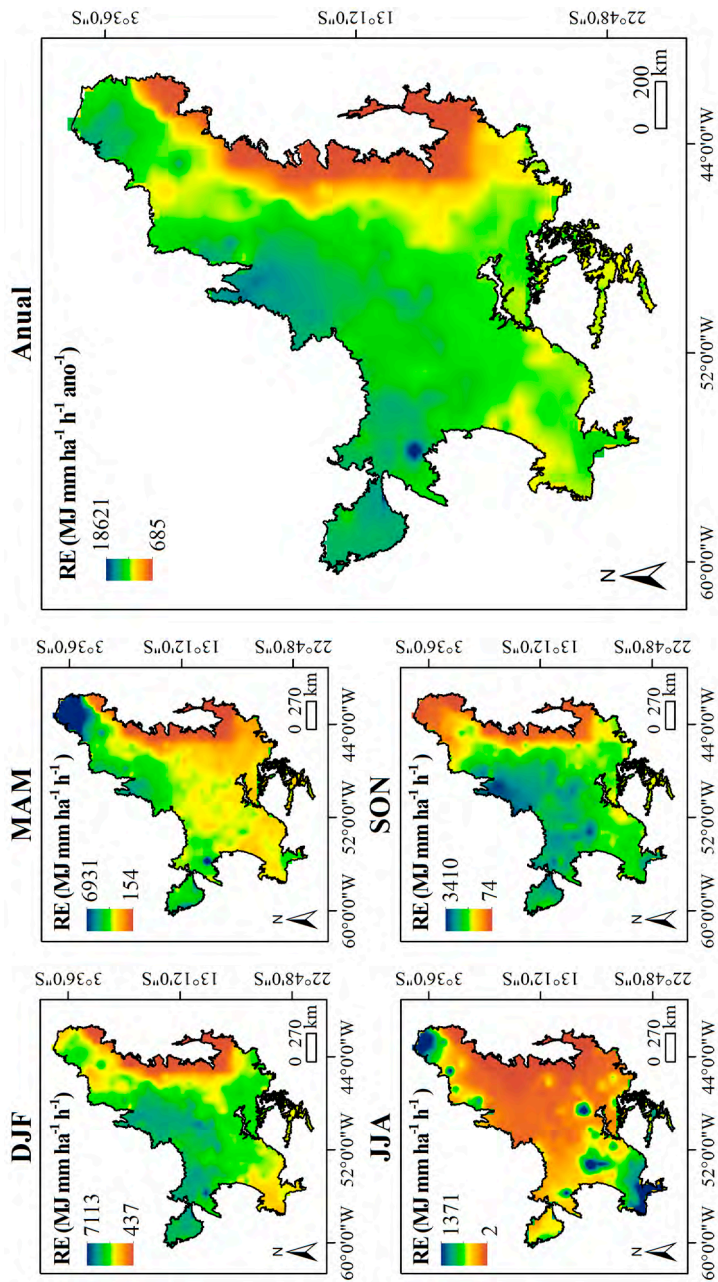 DJF
RE (MJ mm ha-1 h-1)
7113
437
N
0 270
km
60°0'0"W 52°0'0"W 44°0'0"W
3°36'0"S
13°12'0"S
22°48'0"S
MAM
RE (MJ mm ha-1 h-1)
6931
154
N
0 270
km
60°0'0"W 52°0'0"W 44°0'0"W
3°36'0"S
13°12'0"S
22°48'0"S
JJA
RE (MJ mm ha-1 h-1)
1371
2
N
0 270
km
60°0'0"W 52°0'0"W 44°0'0"W
3°36'0"S
13°12'0"S
22°48'0"S
SON
RE (MJ mm ha-1 h-1)
3410
74
N
0 270
km
60°0'0"W 52°0'0"W 44°0'0"W
3°36'0"S
13°12'0"S
22°48'0"S
Anual
RE (MJ mm ha-1 h-1 ano-1)
18621
685
N
0 200
km
60°0'0"W 52°0'0"W 44°0'0"W
3°36'0"S
13°12'0"S
22°48'0"S